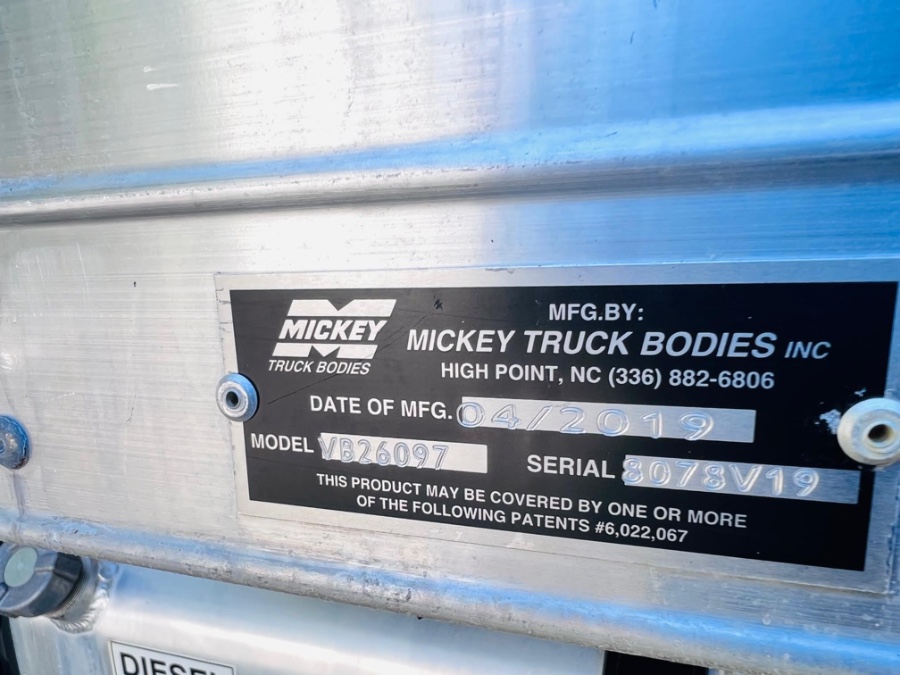 MICKEY
TRUCK BODIES
MFG.BY:
MICKEY TRUCK BODIES INC
HIGH POINT, NC (336) 882-6806
DATE OF MFG. 04/2019
MODEL VB26097
SERIAL 8078V19
THIS PRODUCT MAY BE COVERED BY ONE OR MORE
OF THE FOLLOWING PATENTS #6,022,067
DIESEL